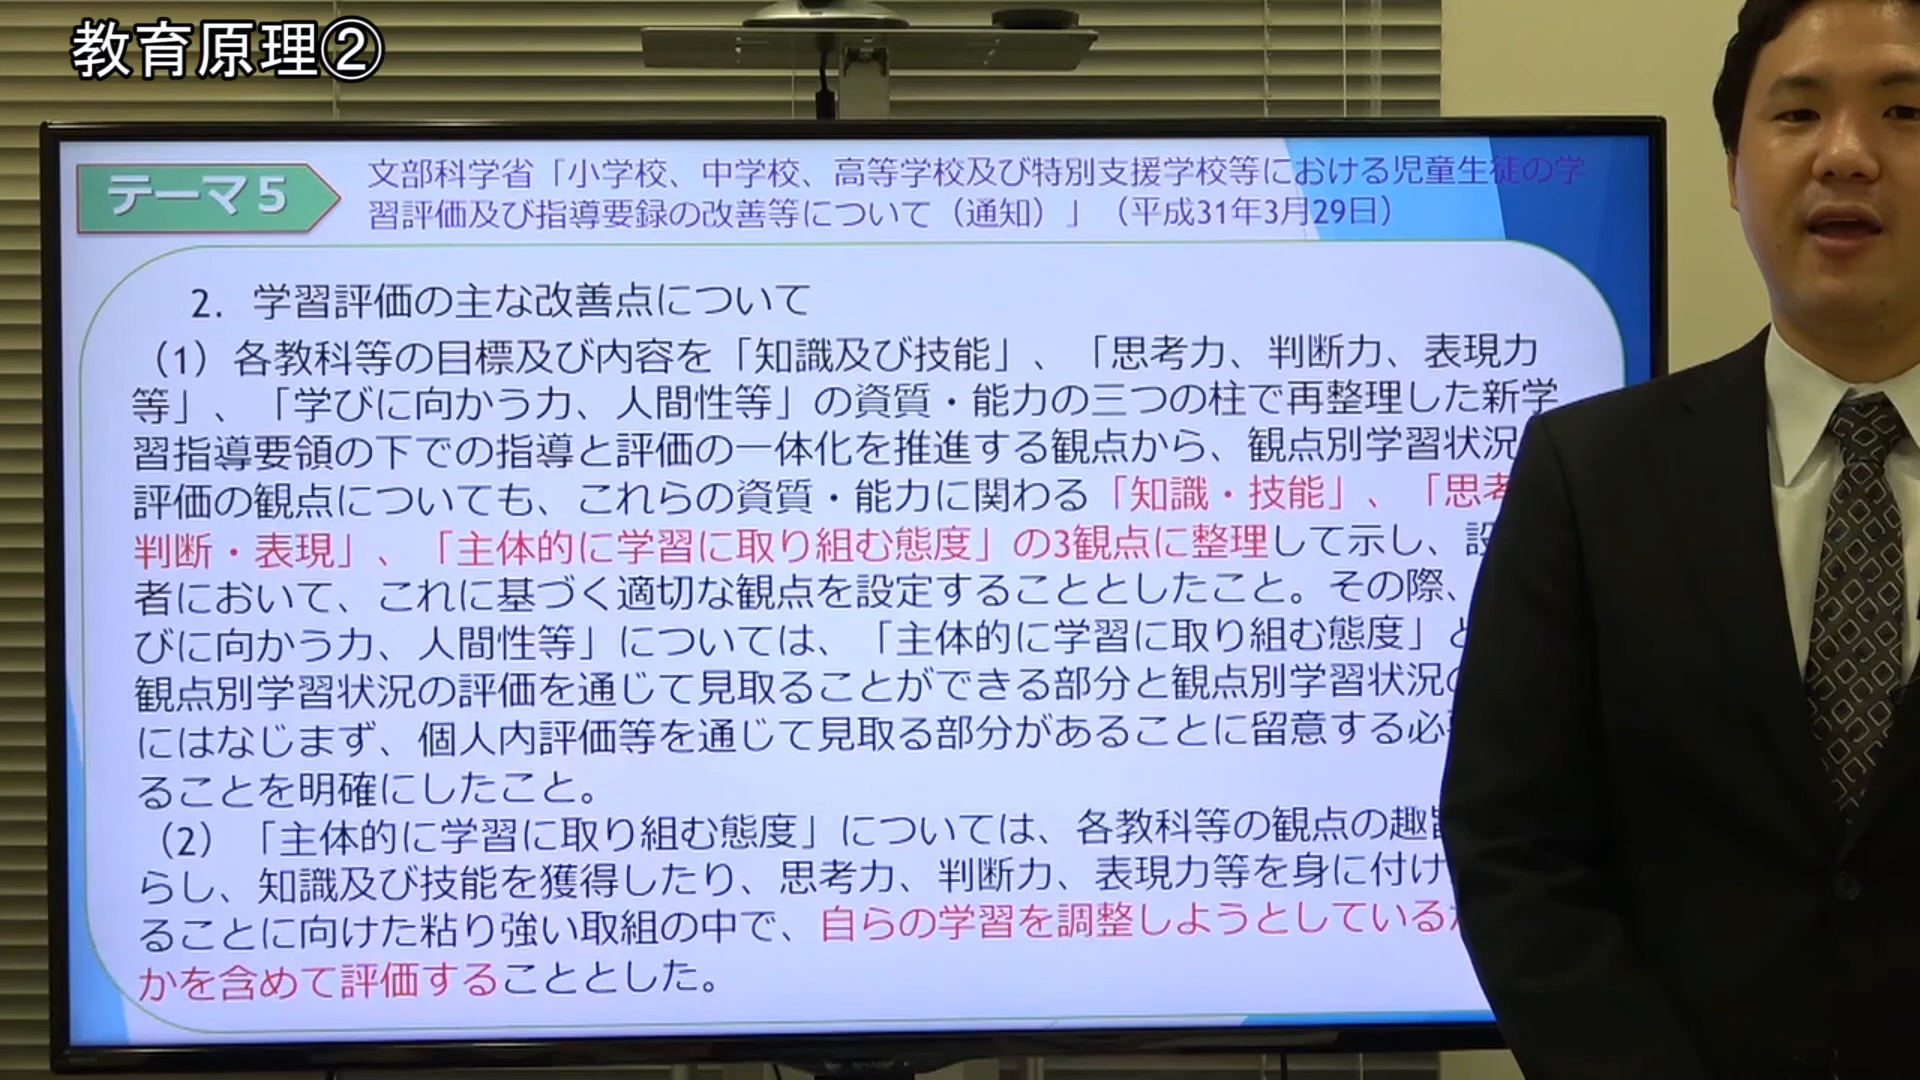 教育原理②
テーマ5
文部科学省「小学校、中学校、高等学校及び特別支援学校等における児童生徒の学
習評価及び指導要録の改善等について（通知）」（平成31年3月29日）
2．学習評価の主な改善点について
（1）各教科等の目標及び内容を「知識及び技能」、「思考力、判断力、表現力
等」、「学びに向かう力、人間性等」の資質・能力の三つの柱で再整理した新学
習指導要領の下での指導と評価の一体化を推進する観点から、観点別学習状況
評価の観点についても、これらの資質・能力に関わる「知識・技能」、「思考
判断・表現」、「主体的に学習に取り組む態度」の3観点に整理して示し、設
者において、これに基づく適切な観点を設定することとしたこと。その際、
びに向かう力、人間性等」については、「主体的に学習に取り組む態度」と
観点別学習状況の評価を通じて見取ることができる部分と観点別学習状況の
にはなじまず、個人内評価等を通じて見取る部分があることに留意する必要
ることを明確にしたこと。
（2）「主体的に学習に取り組む態度」については、各教科等の観点の趣旨
らし、知識及び技能を獲得したり、思考力、判断力、表現力等を身に付け
ることに向けた粘り強い取組の中で、自らの学習を調整しようとしている
かを含めて評価することとした。